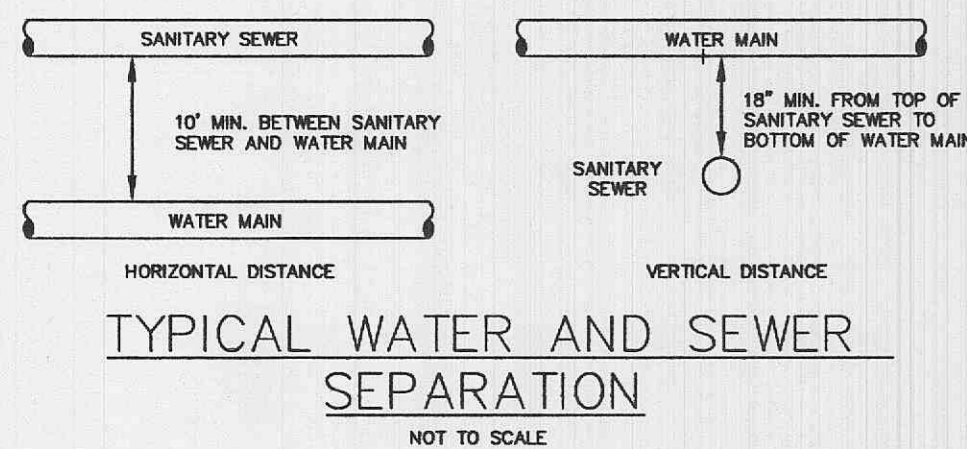 SANITARY SEWER
10' MIN. BETWEEN SANITARY
SEWER AND WATER MAIN
WATER MAIN
HORIZONTAL DISTANCE
WATER MAIN
18" MIN. FROM TOP OF
SANITARY SEWER TO
BOTTOM OF WATER MAIN
SANITARY
SEWER
VERTICAL DISTANCE
TYPICAL WATER AND SEWER
SEPARATION
NOT TO SCALE